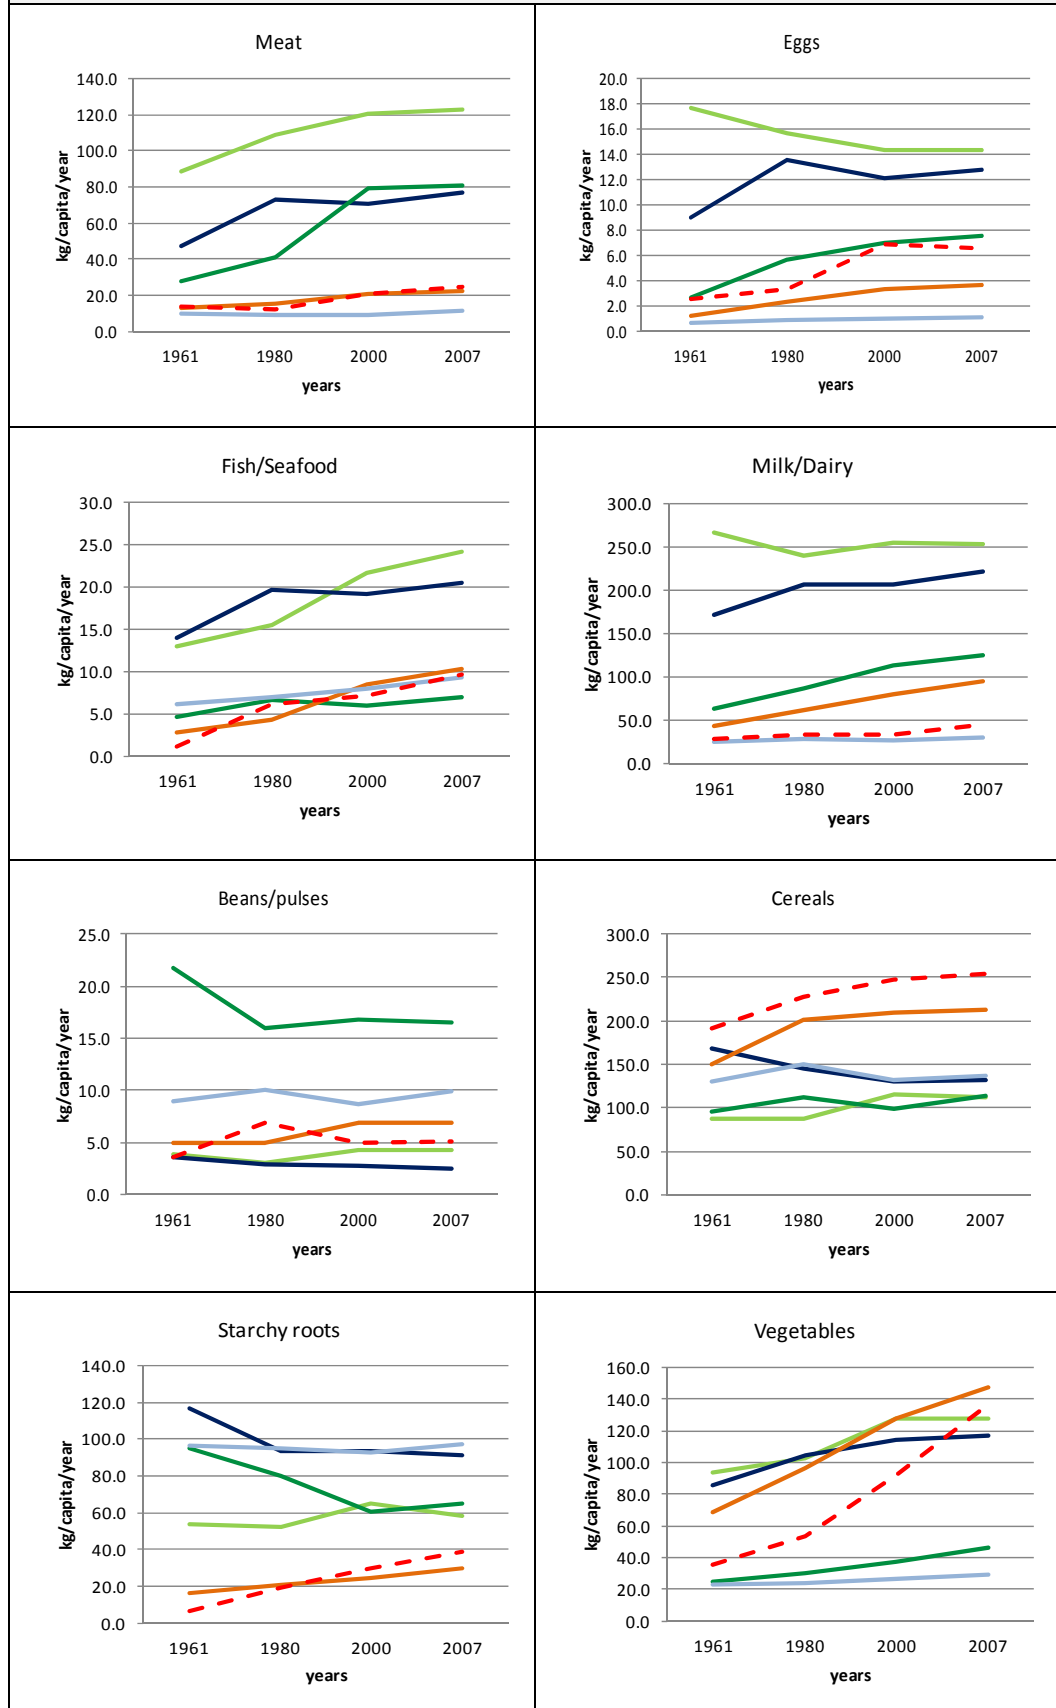 Meat
140.0
120.0
100.0
80.0
60.0
40.0
20.0
0.0
kg/capita/year
1961 1980 2000 2007
years
Eggs
20.0
18.0
16.0
14.0
12.0
10.0
8.0
6.0
4.0
2.0
0.0
kg/capita/year
1961 1980 2000 2007
years
Fish/Seafood
30.0
25.0
20.0
15.0
10.0
5.0
0.0
kg/capita/year
1961 1980 2000 2007
years
Milk/Dairy
300.0
250.0
200.0
150.0
100.0
50.0
0.0
kg/capita/year
1961 1980 2000 2007
years
Beans/pulses
25.0
20.0
15.0
10.0
5.0
0.0
kg/capita/year
1961 1980 2000 2007
years
Cereals
300.0
250.0
200.0
150.0
100.0
50.0
0.0
kg/capita/year
1961 1980 2000 2007
years
Starchy roots
140.0
120.0
100.0
80.0
60.0
40.0
20.0
0.0
kg/capita/year
1961 1980 2000 2007
years
Vegetables
160.0
140.0
120.0
100.0
80.0
60.0
40.0
20.0
0.0
kg/capita/year
1961 1980 2000 2007
years